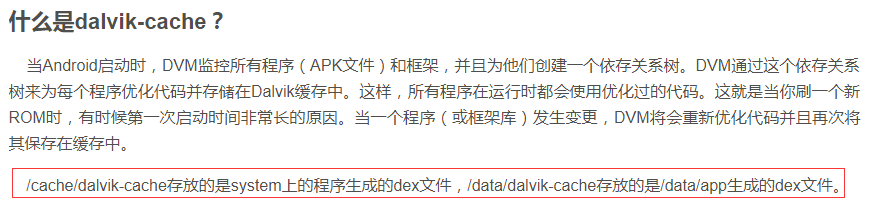 什么是dalvik-cache？
当Android启动时，DVM监控所有程序（APK文件）和框架，并且为他们创建一个依存关系树。DVM通过这个依存关系
树来为每个程序优化代码并存储在Dalvik缓存中。这样，所有程序在运行时都会使用优化过的代码。这就是当你刷一个新
ROM时，有时候第一次启动时间非常长的原因。当一个程序（或框架库）发生变更，DVM将会重新优化代码并且再次将
其保存在缓存中。
/cache/dalvik-cache存放的是system上的程序生成的dex文件，/data/dalvik-cache存放的是/data/app生成的dex文件。